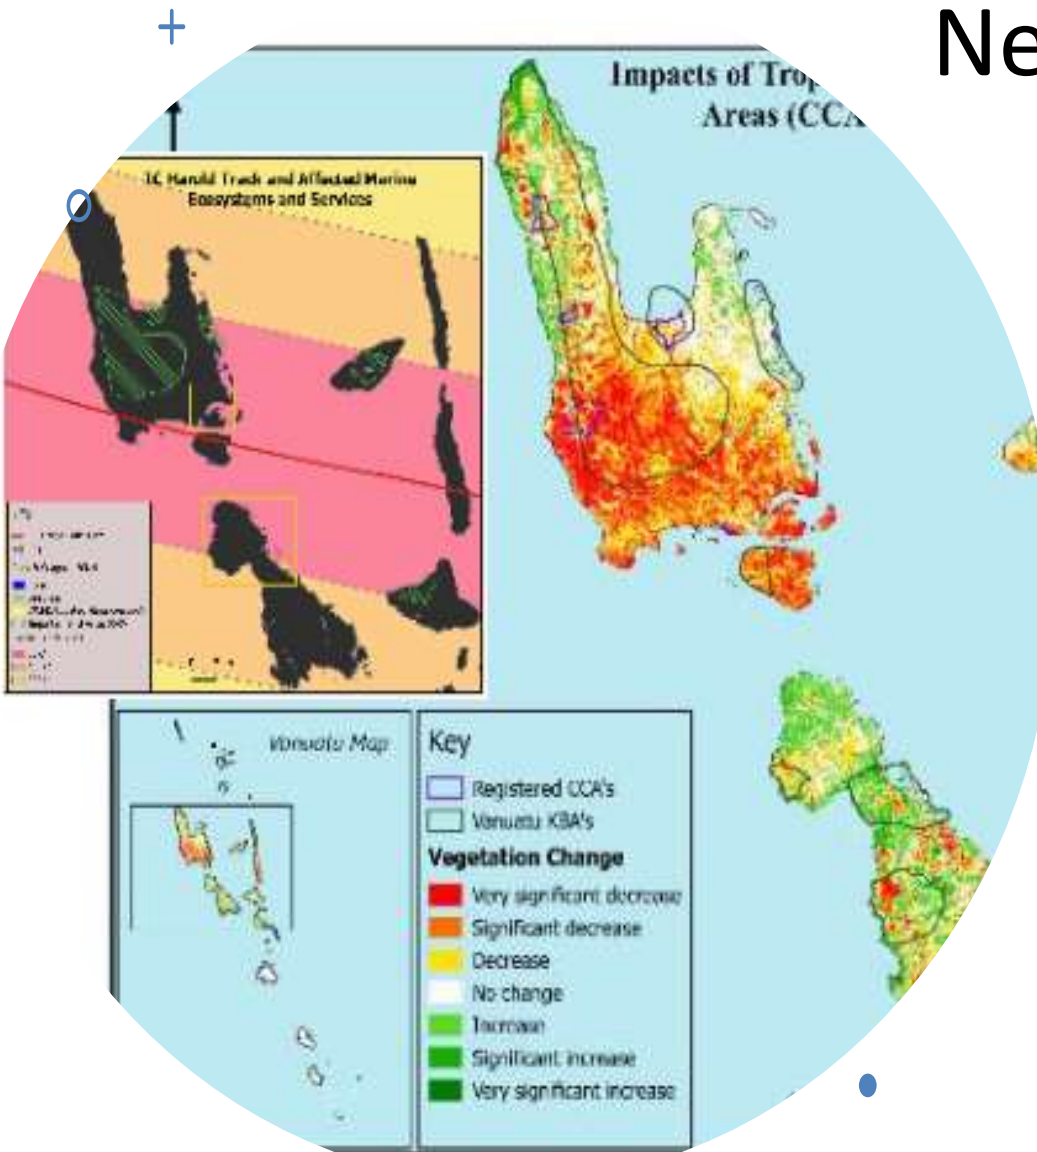 Ne
Impacts of Trop
Areas (CCA
TC Harold Track and Affected Marine
Ecosystems and Services
Vanuatu Map
Key
Registered CCA's
Vanuatu KBA's
Vegetation Change
Very significant decrease
Significant decrease
Decrease
No change
Increase
Significant increase
Very significant increase